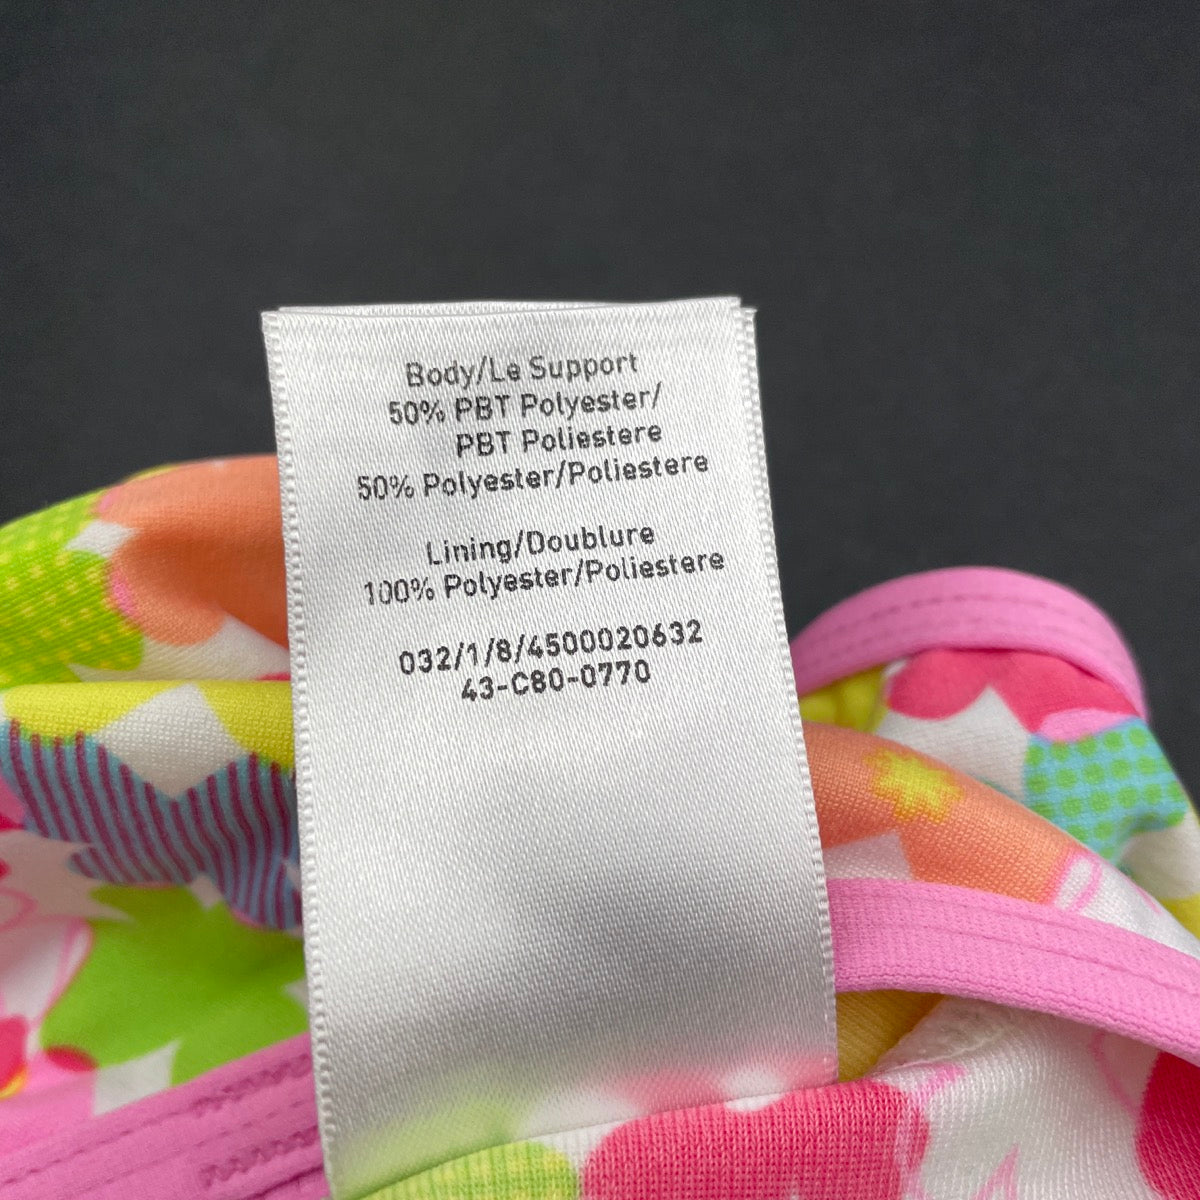 Body/Le Support
50% PBT Polyester/
PBT Poliestere
50% Polyester/Poliestere
Lining/Doublure
100% Polyester/Poliestere
032/1/8/4500020632
43-C80-0770